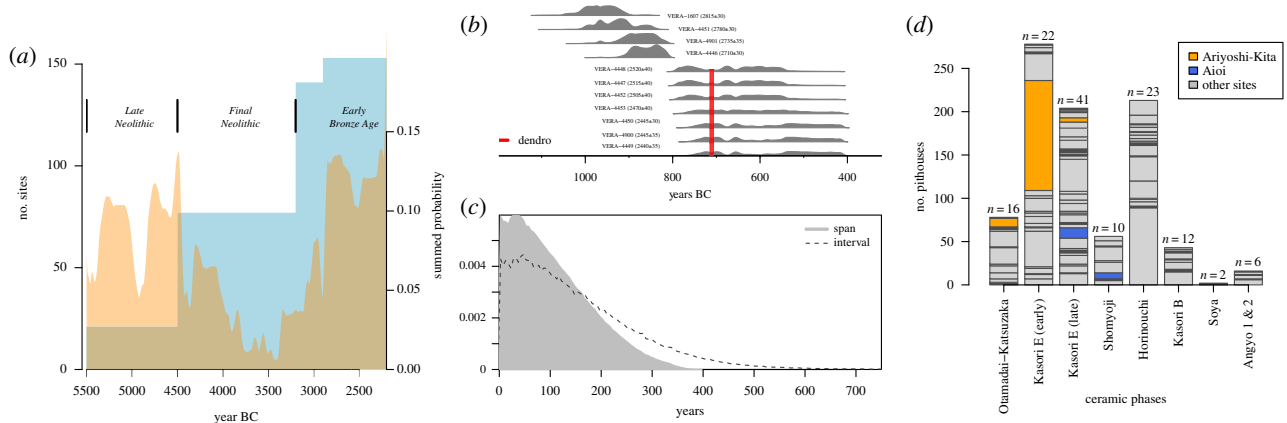 (a)
no. sites
150
100
50
0
Late
Neolithic
Final
Neolithic
Early
Bronze Age
0.15
0.10
0.05
0.00
summed probability
5500 5000 4500 4000 3500 3000 2500
year BC
(b)
VERA-1607 (2815±30)
VERA-4451 (2780±30)
VERA-4901 (2735±35)
VERA-4446 (2710±30)
VERA-4448 (2520±40)
VERA-4447 (2515±40)
VERA-4452 (2505±40)
VERA-4453 (2470±40)
VERA-4450 (2445±30)
VERA-4900 (2445±35)
VERA-4449 (2440±35)
dendro
1000 800 600 400
years BC
(c)
span
interval
0.004
0.002
0
0 100 200 300 400 500 600 700
years
(d)
no. pithouses
250
200
150
100
50
0
n = 16
n = 22
n = 41
n = 10
n = 23
n = 12
n = 2
n = 6
Ariyoshi-Kita
Aioi
other sites
Otamadai-Katsuzaka
Kasori E (early)
Kasori E (late)
Shomyoji
Horinouchi
Kasori B
Soya
Angyo 1 & 2
ceramic phases